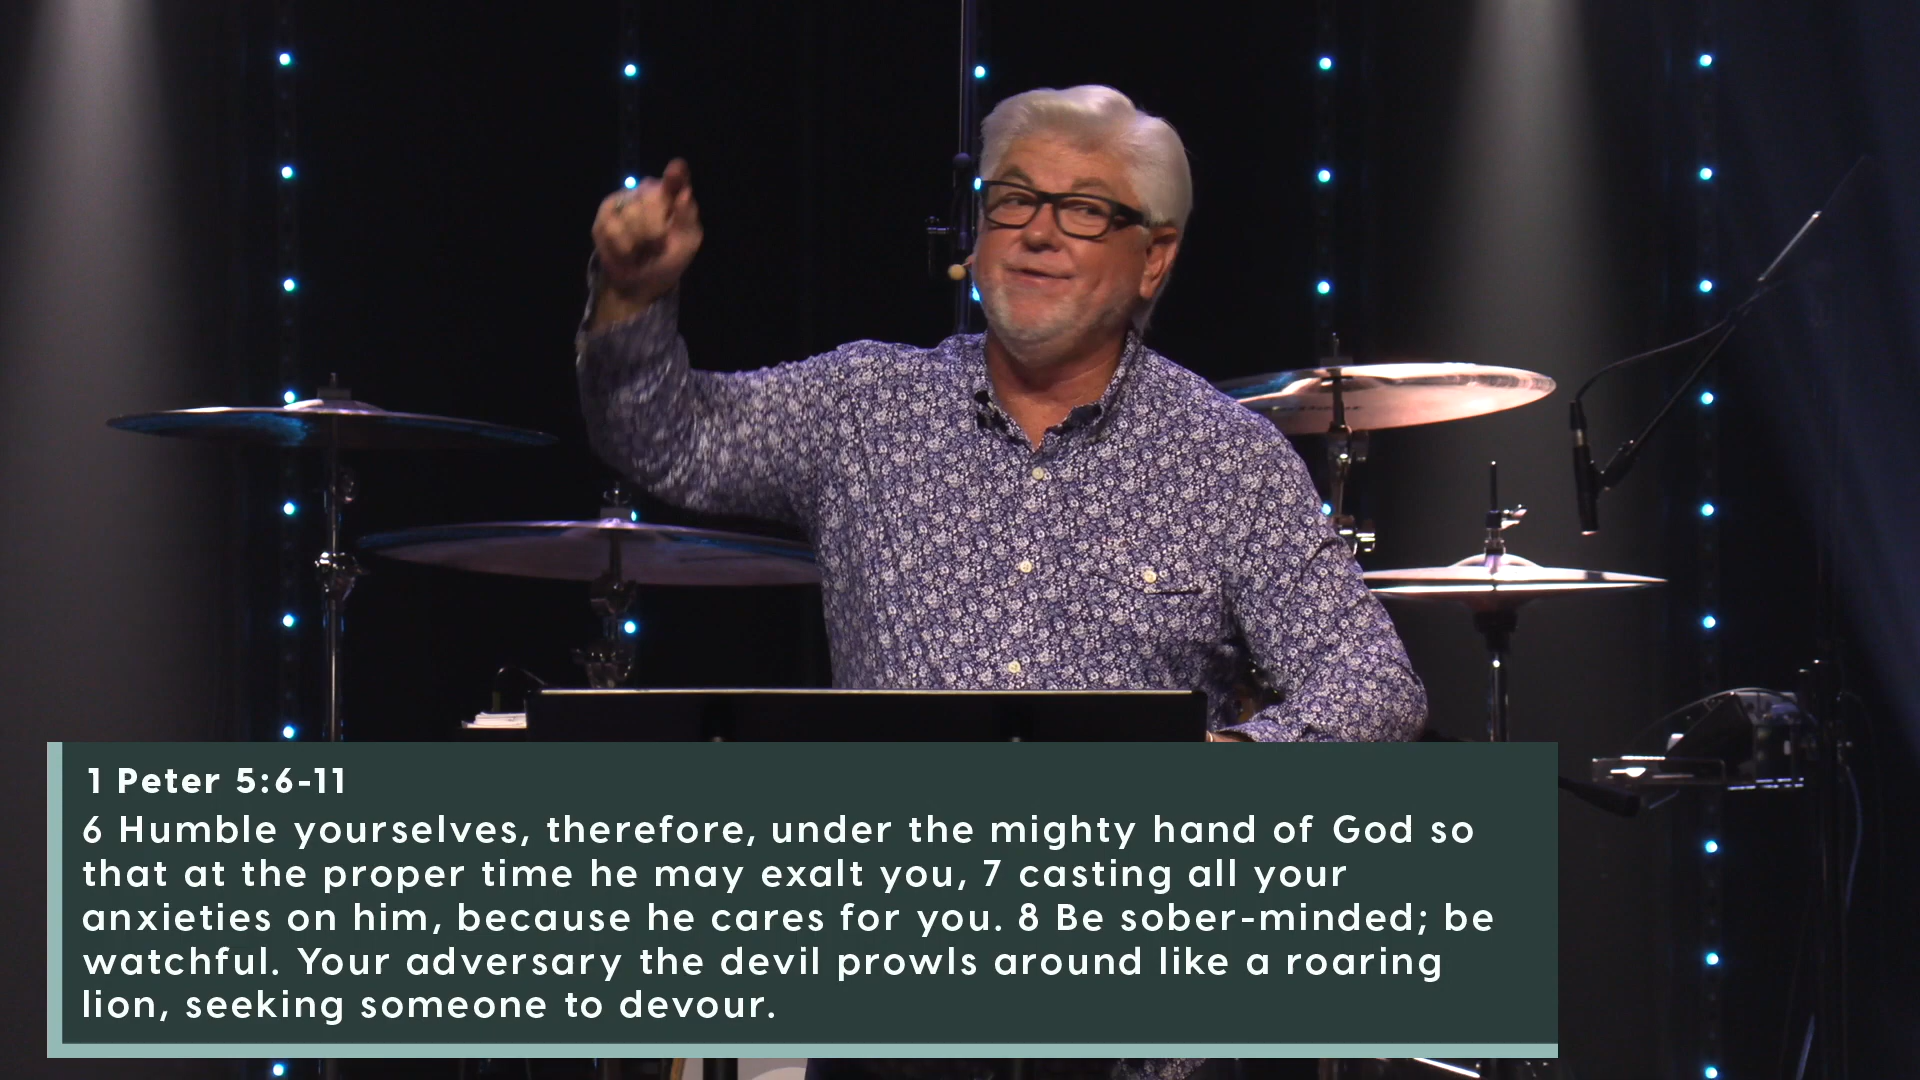 1 Peter 5:6-11
6 Humble yourselves, therefore, under the mighty hand of God so
that at the proper time he may exalt you, 7 casting all your
anxieties on him, because he cares for you. 8 Be sober-minded; be
watchful. Your adversary the devil prowls around like a roaring
lion, seeking someone to devour.